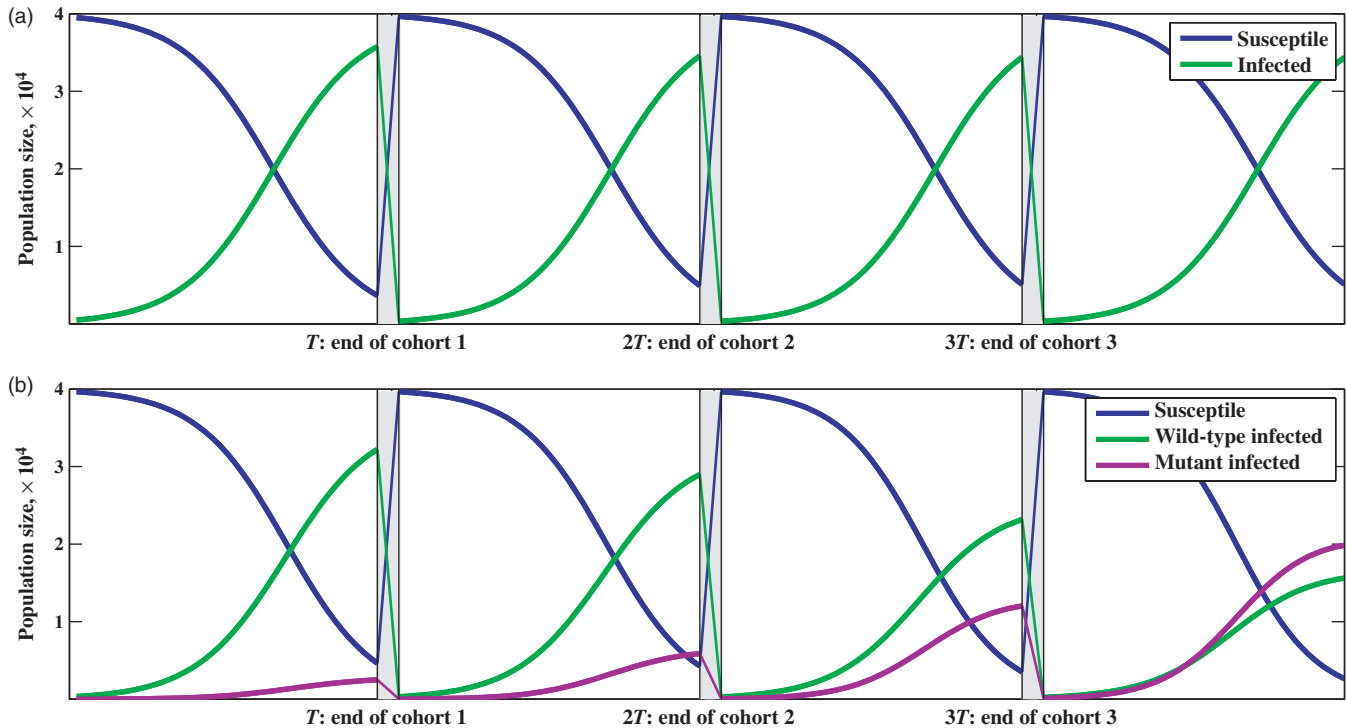 (a)
4
3
2
1
Population size, × 10⁴
Susceptile
Infected
T: end of cohort 1
2T: end of cohort 2
3T: end of cohort 3
(b)
4
3
2
1
Population size, × 10⁴
Susceptile
Wild-type infected
Mutant infected
T: end of cohort 1
2T: end of cohort 2
3T: end of cohort 3